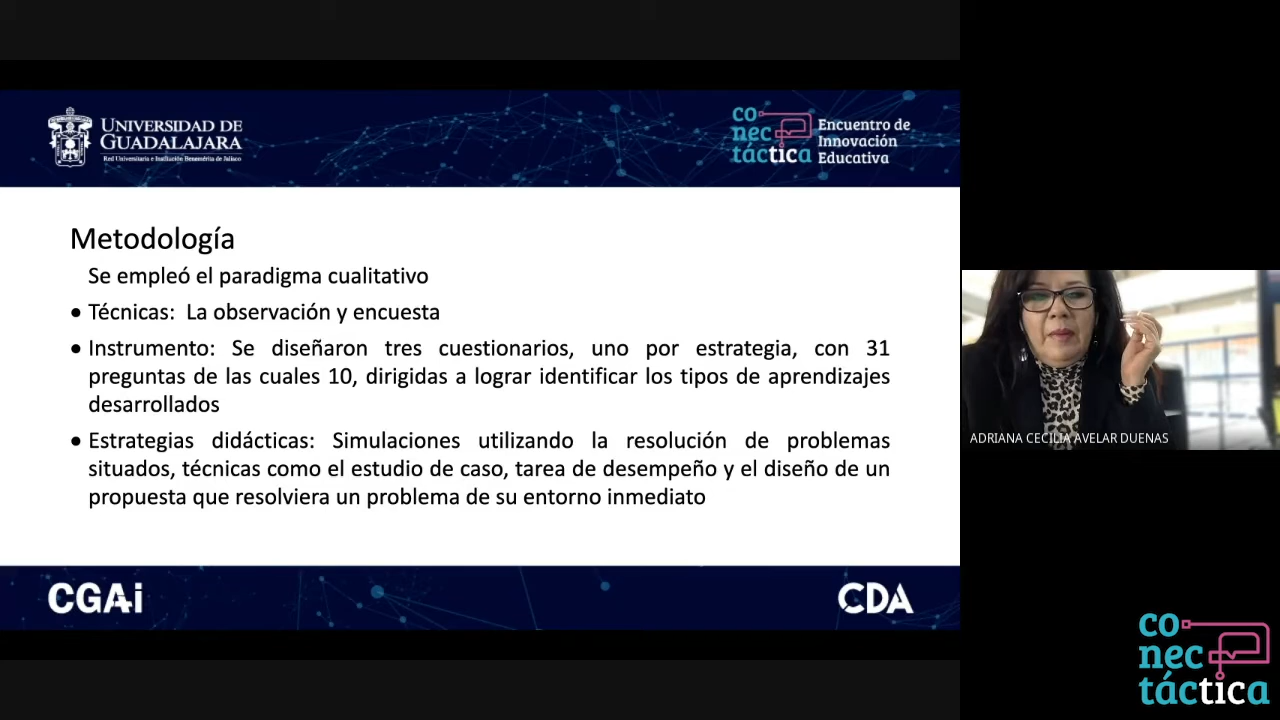 UNIVERSIDAD DE
GUADALAJARA
Red Universitaria e Institución Benemérita de Jalisco
co
nec
táctica
Encuentro de
Innovación
Educativa
Metodología
Se empleó el paradigma cualitativo
• Técnicas: La observación y encuesta
• Instrumento: Se diseñaron tres cuestionarios, uno por estrategia, con 31
preguntas de las cuales 10, dirigidas a lograr identificar los tipos de aprendizajes
desarrollados
• Estrategias didácticas: Simulaciones utilizando la resolución de problemas
situados, técnicas como el estudio de caso, tarea de desempeño y el diseño de un
propuesta que resolviera un problema de su entorno inmediato
CGAi
CDA
ADRIANA CECILIA AVELAR DUENAS
co
nec
táctica